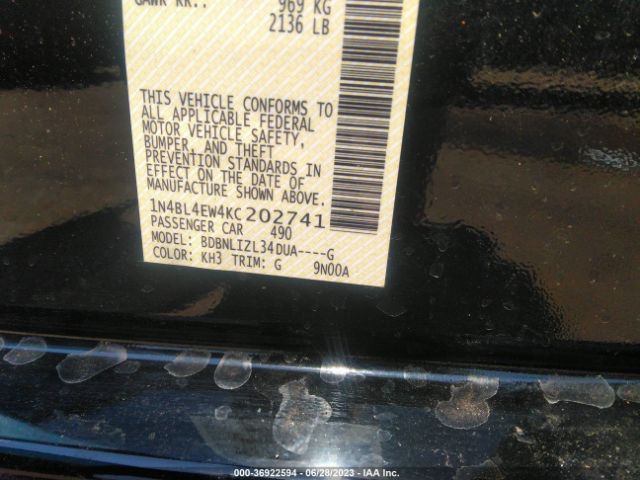 GAWR RR.: 969 KG
2136 LB
THIS VEHICLE CONFORMS TO
ALL APPLICABLE FEDERAL
MOTOR VEHICLE SAFETY,
BUMPER, AND THEFT
PREVENTION STANDARDS IN
EFFECT ON THE DATE OF
MANUFACTURE SHOWN ABOVE.
1N4BL4EW4KC202741
PASSENGER CAR 490
MODEL: BDBNLIZL34DUA----G
COLOR: KH3 TRIM: G 9N00A
000-36922594 - 06/28/2023 - IAA Inc.